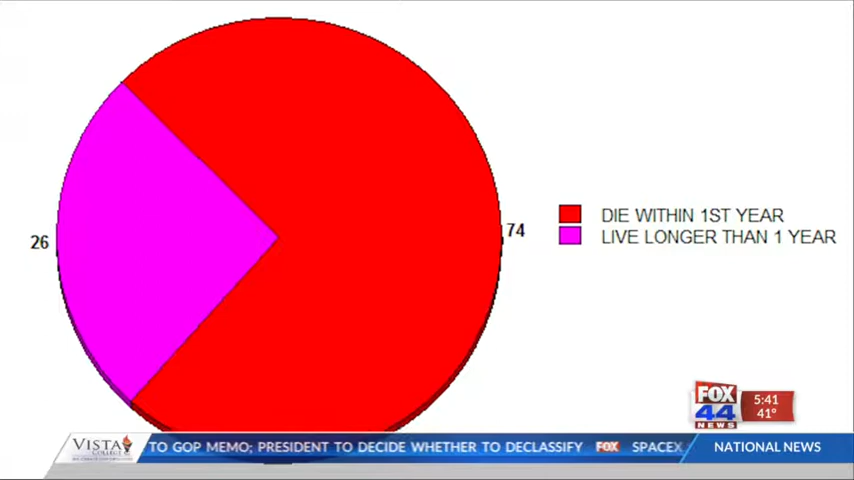 26
74
DIE WITHIN 1ST YEAR
LIVE LONGER THAN 1 YEAR
FOX
44
NEWS
5:41
41°
VISTA
COLLEGE
TO GOP MEMO; PRESIDENT TO DECIDE WHETHER TO DECLASSIFY FOX SPACEX
NATIONAL NEWS